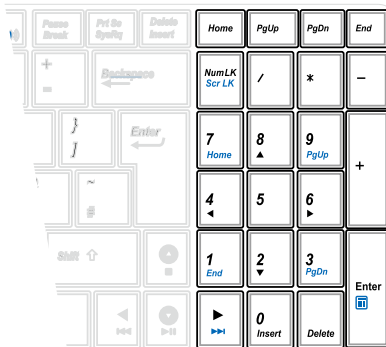 Pause Break Prt Sc SysRq Delete Insert Home PgUp PgDn End
+ = Backspace NumLK Scr LK / * −
} ] Enter 7 Home 8 9 PgUp +
~ # 4 5 6
Shift 1 End 2 3 PgDn Enter
0 Insert Delete